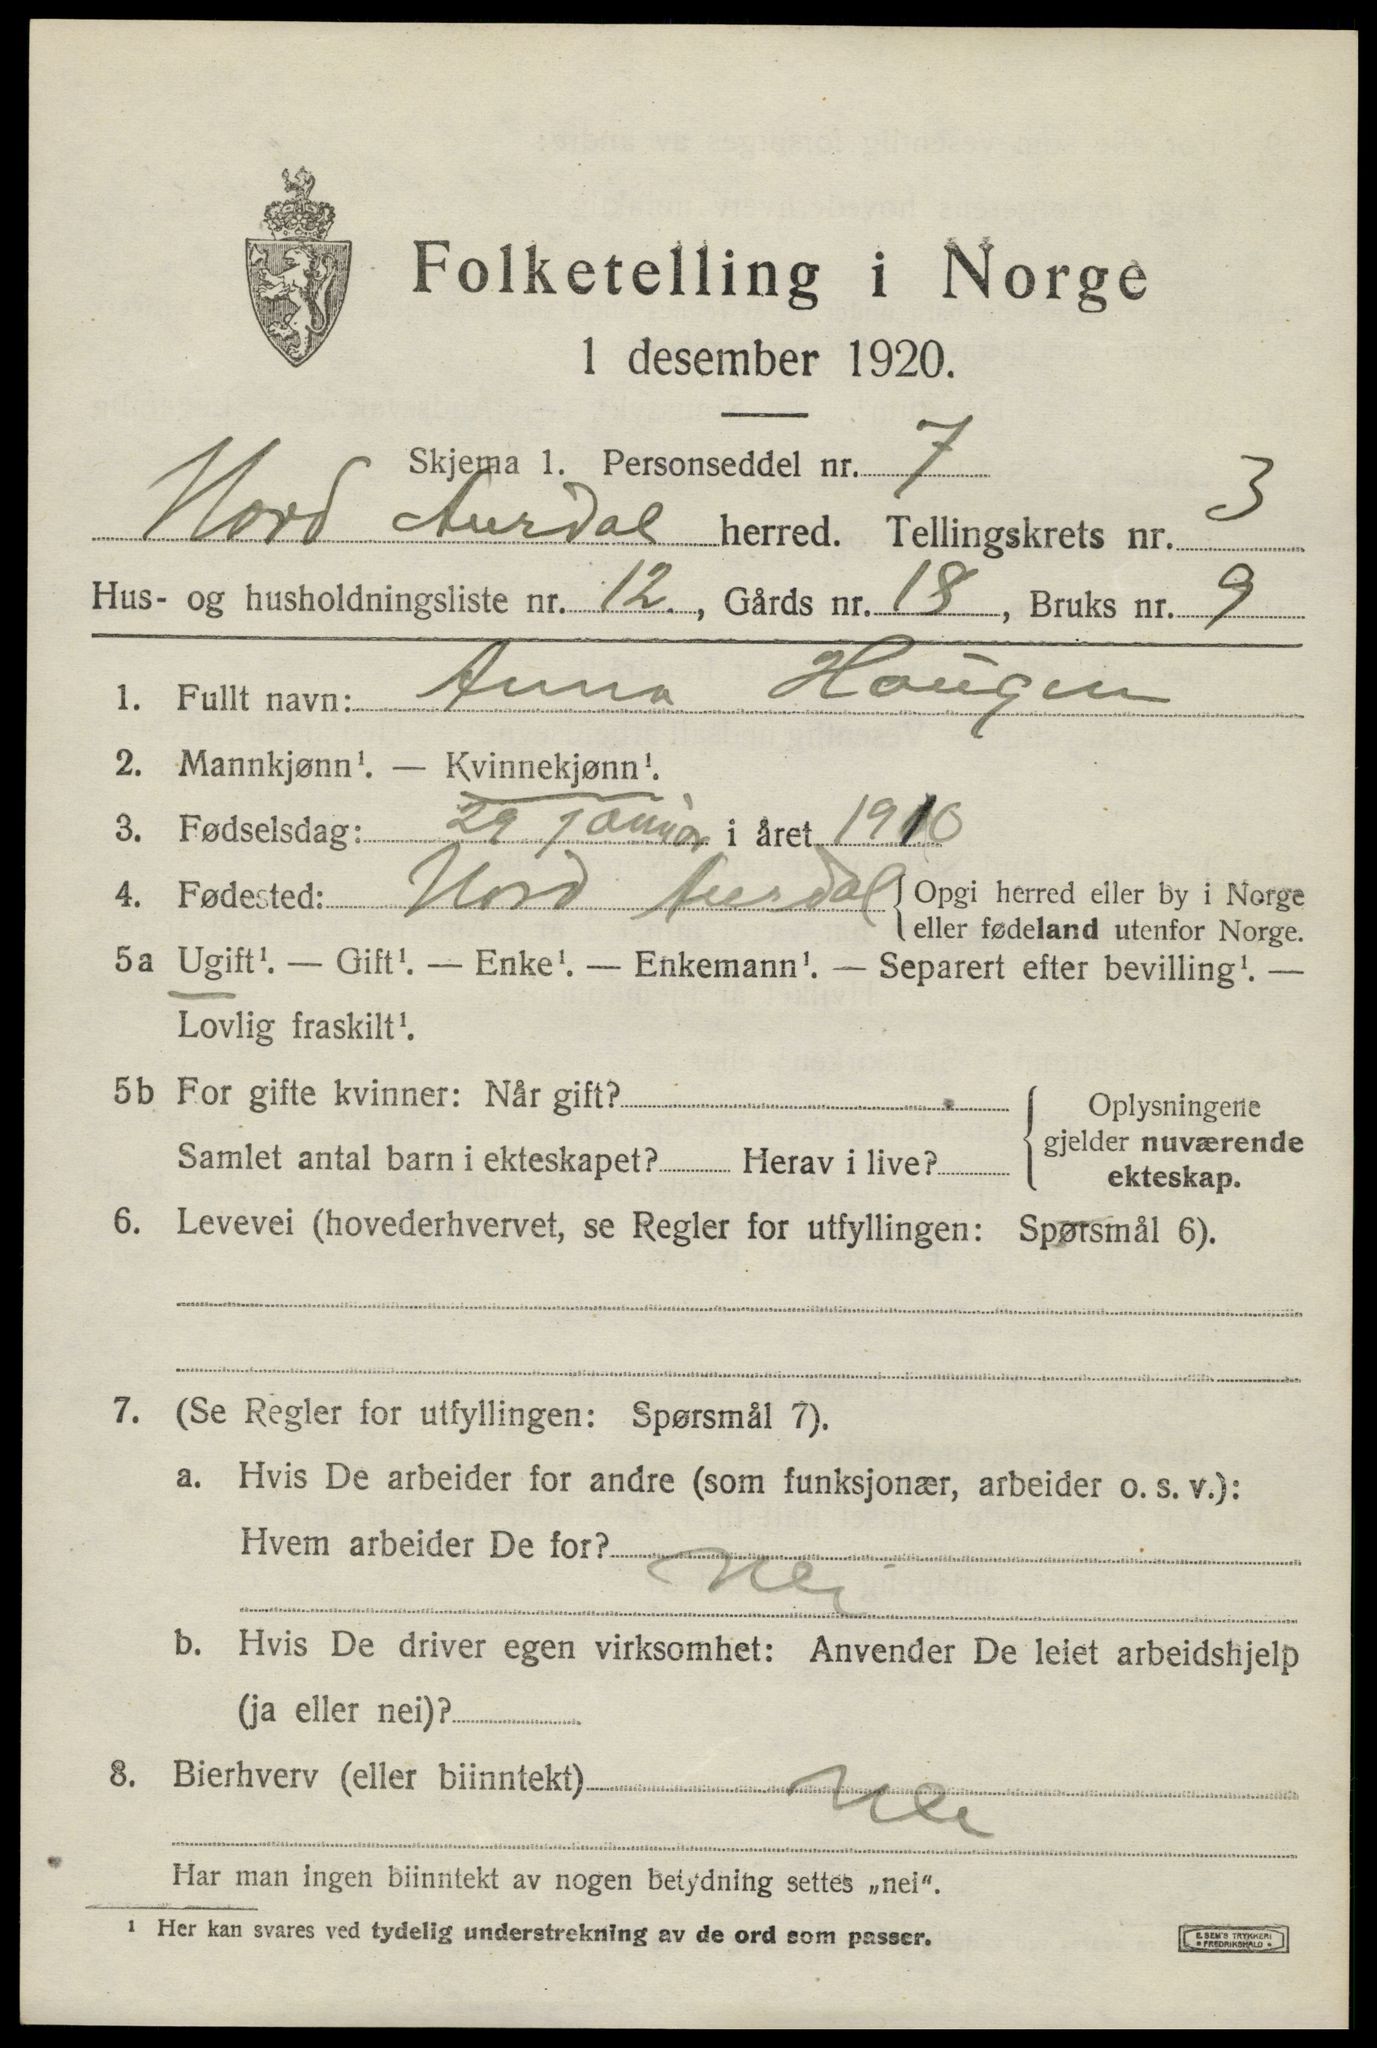 Folketelling i Norge
1 desember 1920.
Skjema 1. Personseddel nr. 7
Nord Aurdal herred. Tellingskrets nr. 3
Hus- og husholdningsliste nr. 12., Gårds nr. 18, Bruks nr. 9
1. Fullt navn: Anna Haugen
2. Mannkjønn¹. — Kvinnekjønn¹.
3. Fødselsdag: 29 januar i året 1910
4. Fødested: Nord Aurdal { Opgi herred eller by i Norge
eller fødeland utenfor Norge.
5a Ugift¹. — Gift¹. — Enke¹. — Enkemann¹. — Separert efter bevilling¹. —
Lovlig fraskilt¹.
5b For gifte kvinner: Når gift?
Samlet antal barn i ekteskapet? Herav i live?
{ Oplysningene
gjelder nuværende
ekteskap.
6. Levevei (hovederhvervet, se Regler for utfyllingen: Spørsmål 6).
7. (Se Regler for utfyllingen: Spørsmål 7).
a. Hvis De arbeider for andre (som funksjonær, arbeider o. s. v.):
Hvem arbeider De for?
Nei
b. Hvis De driver egen virksomhet: Anvender De leiet arbeidshjelp
(ja eller nei)?
8. Bierhverv (eller biinntekt) Nei
Har man ingen biinntekt av nogen betydning settes „nei“.
¹ Her kan svares ved tydelig understrekning av de ord som passer.
E. SEM'S TRYKKERI
* FREDRIKSHALD *